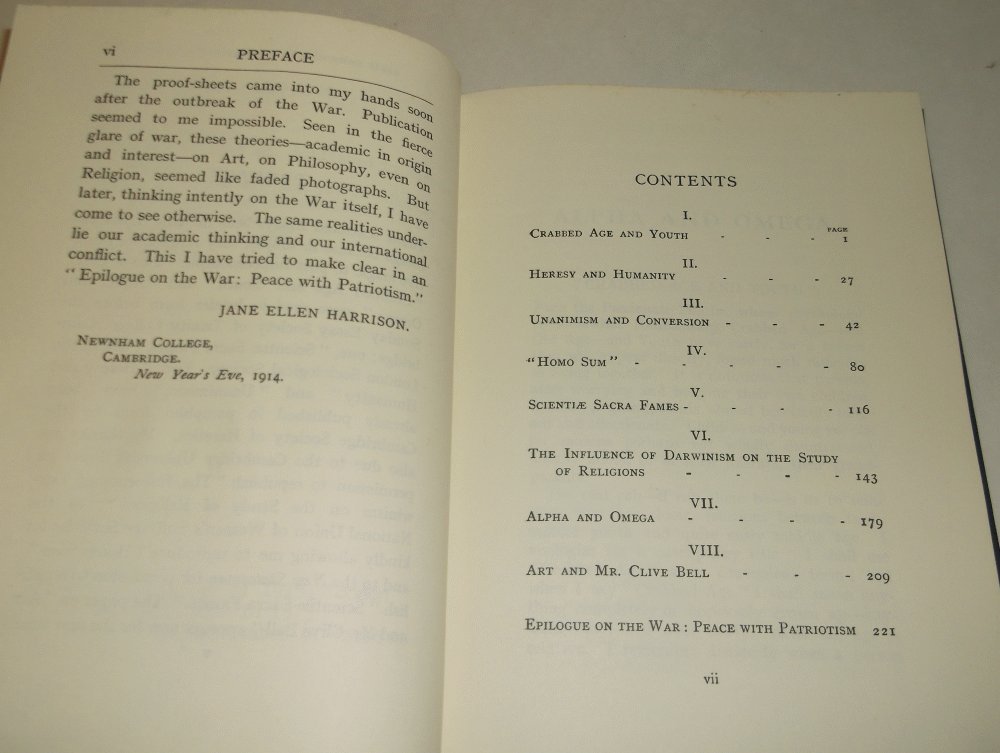 vi PREFACE
The proof-sheets came into my hands soon
after the outbreak of the War. Publication
seemed to me impossible. Seen in the fierce
glare of war, these theories—academic in origin
and interest—on Art, on Philosophy, even on
Religion, seemed like faded photographs. But
later, thinking intently on the War itself, I have
come to see otherwise. The same realities under-
lie our academic thinking and our international
conflict. This I have tried to make clear in an
"Epilogue on the War: Peace with Patriotism."
JANE ELLEN HARRISON.
NEWNHAM COLLEGE,
CAMBRIDGE.
New Year's Eve, 1914.
CONTENTS
I.
PAGE
CRABBED AGE AND YOUTH - - - 1
II.
HERESY AND HUMANITY - - - 27
III.
UNANIMISM AND CONVERSION - - - 42
IV.
"HOMO SUM" - - - - - 80
V.
SCIENTIÆ SACRA FAMES - - - - 116
VI.
THE INFLUENCE OF DARWINISM ON THE STUDY
OF RELIGIONS - - - - 143
VII.
ALPHA AND OMEGA - - - - 179
VIII.
ART AND MR. CLIVE BELL - - - 209
EPILOGUE ON THE WAR: PEACE WITH PATRIOTISM 221
vii